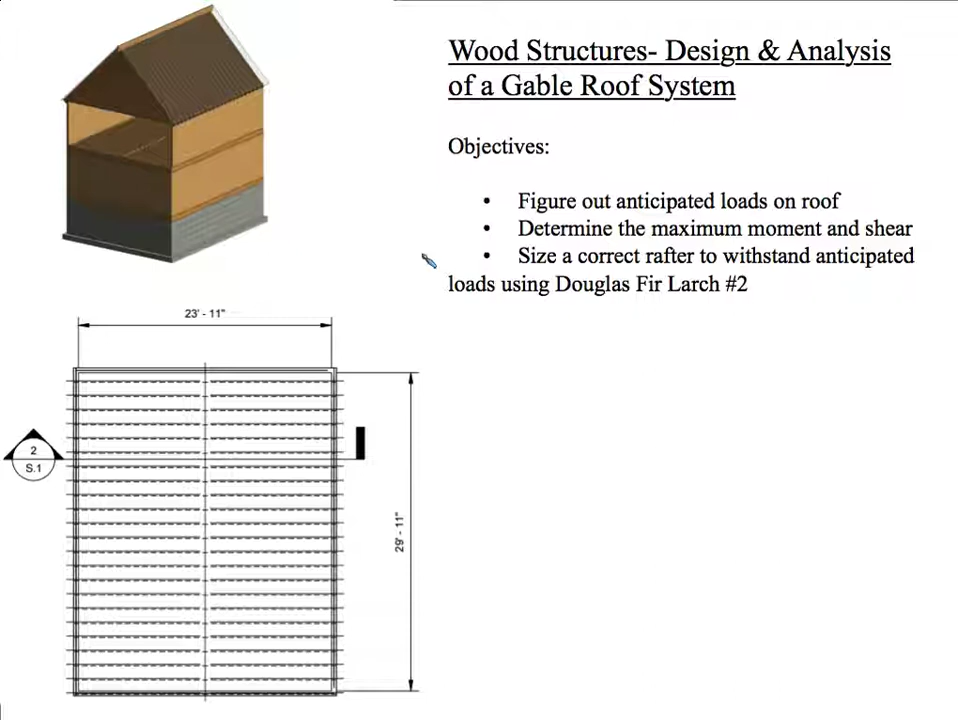 Wood Structures- Design & Analysis
of a Gable Roof System
Objectives:
• Figure out anticipated loads on roof
• Determine the maximum moment and shear
• Size a correct rafter to withstand anticipated
loads using Douglas Fir Larch #2
23' - 11"
2
S.1
29' - 11"